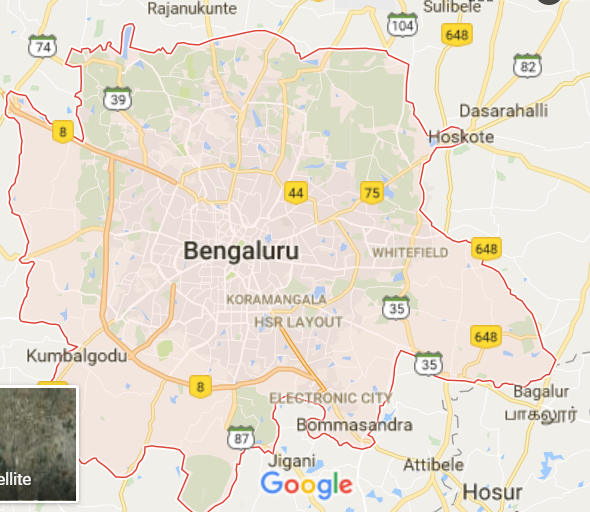 Rajanukunte
Sulibele
74
104
648
82
39
Dasarahalli
8
Hoskote
44
75
Bengaluru
WHITEFIELD
648
KORAMANGALA
35
HSR LAYOUT
648
Kumbalgodu
35
8
Bagalur
ELECTRONIC CITY
பாகலூர்
Bommasandra
87
Jigani
Attibele
ellite
Google
Hosur